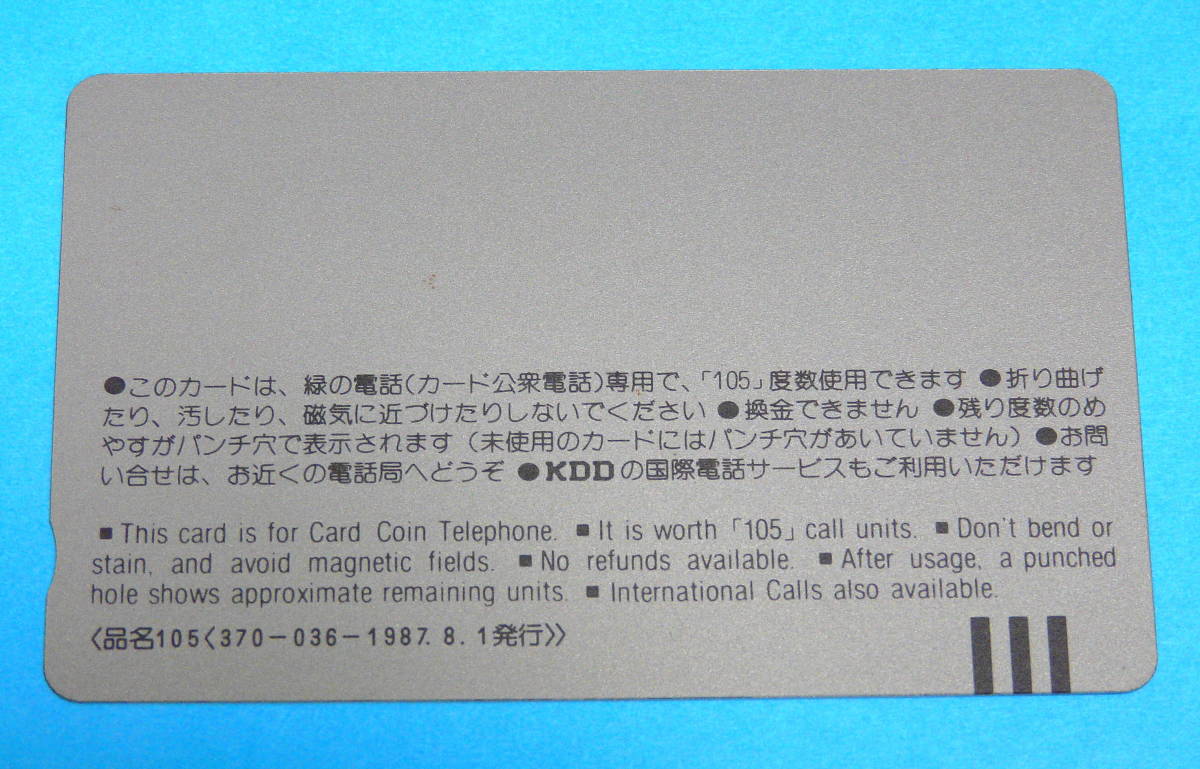 ●このカードは、緑の電話(カード公衆電話)専用で、「105」度数使用できます ●折り曲げ
たり、汚したり、磁気に近づけたりしないでください ●換金できません ●残り度数のめ
やすがパンチ穴で表示されます(未使用のカードにはパンチ穴があいていません) ●お問
い合せは、お近くの電話局へどうぞ ●KDDの国際電話サービスもご利用いただけます
■ This card is for Card Coin Telephone. ■ It is worth「105」call units. ■ Don't bend or
stain, and avoid magnetic fields. ■ No refunds available. ■ After usage, a punched
hole shows approximate remaining units. ■ International Calls also available.
〈品名105〈370-036-1987. 8. 1発行〉〉